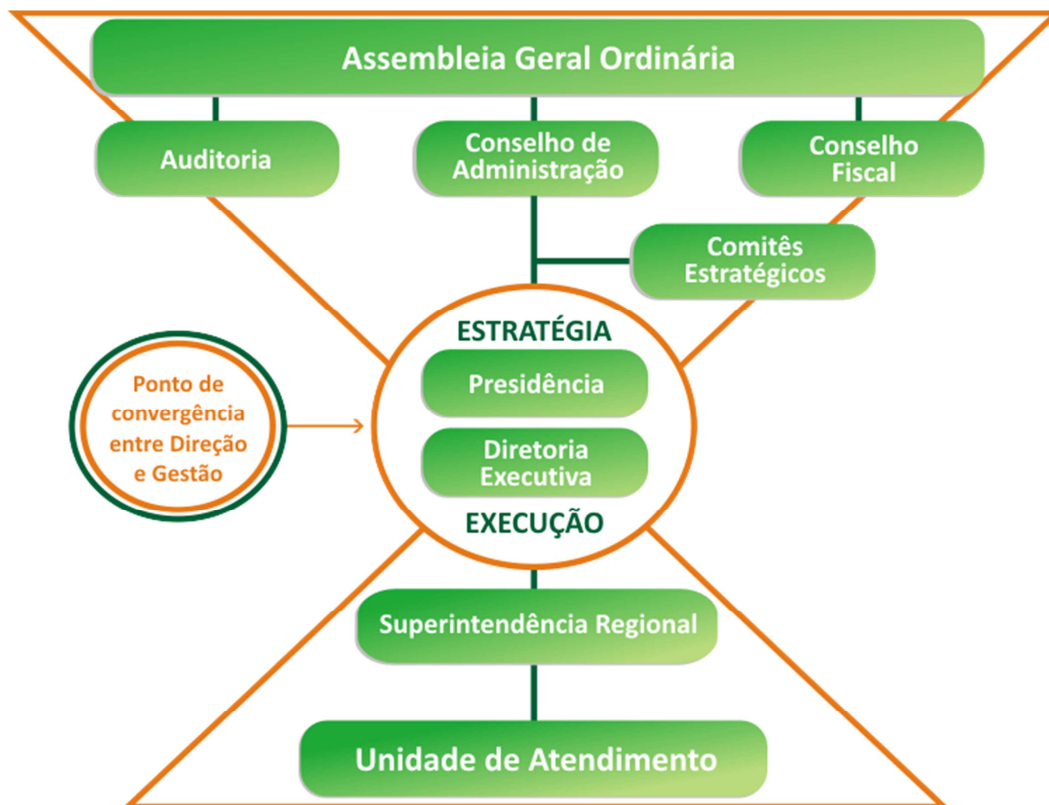 Assembleia Geral Ordinária
Auditoria
Conselho de
Administração
Conselho
Fiscal
Comitês
Estratégicos
ESTRATÉGIA
Presidência
Ponto de
convergência
entre Direção
e Gestão
Diretoria
Executiva
EXECUÇÃO
Superintendência Regional
Unidade de Atendimento